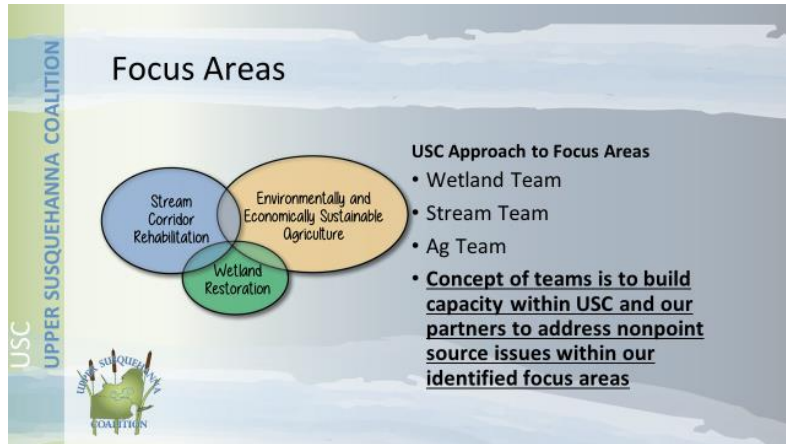 Focus Areas
USC
UPPER SUSQUEHANNA COALITION
Stream
Corridor
Rehabilitation
Environmentally and
Economically Sustainable
Agriculture
Wetland
Restoration
USC Approach to Focus Areas
• Wetland Team
• Stream Team
• Ag Team
• Concept of teams is to build
capacity within USC and our
partners to address nonpoint
source issues within our
identified focus areas
UPPER SUSQUEHANNA
COALITION